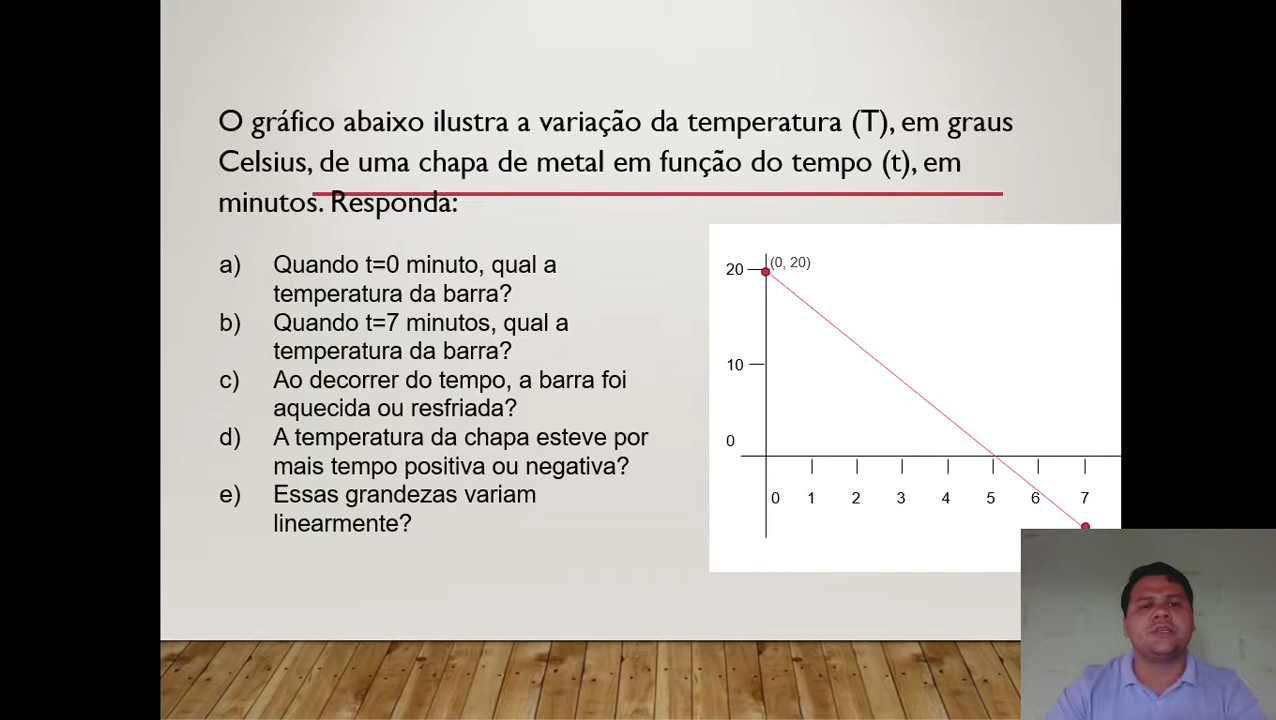 O gráfico abaixo ilustra a variação da temperatura (T), em graus
Celsius, de uma chapa de metal em função do tempo (t), em
minutos. Responda:
a) Quando t=0 minuto, qual a
temperatura da barra?
b) Quando t=7 minutos, qual a
temperatura da barra?
c) Ao decorrer do tempo, a barra foi
aquecida ou resfriada?
d) A temperatura da chapa esteve por
mais tempo positiva ou negativa?
e) Essas grandezas variam
linearmente?
(0, 20)
20
10
0
0 1 2 3 4 5 6 7